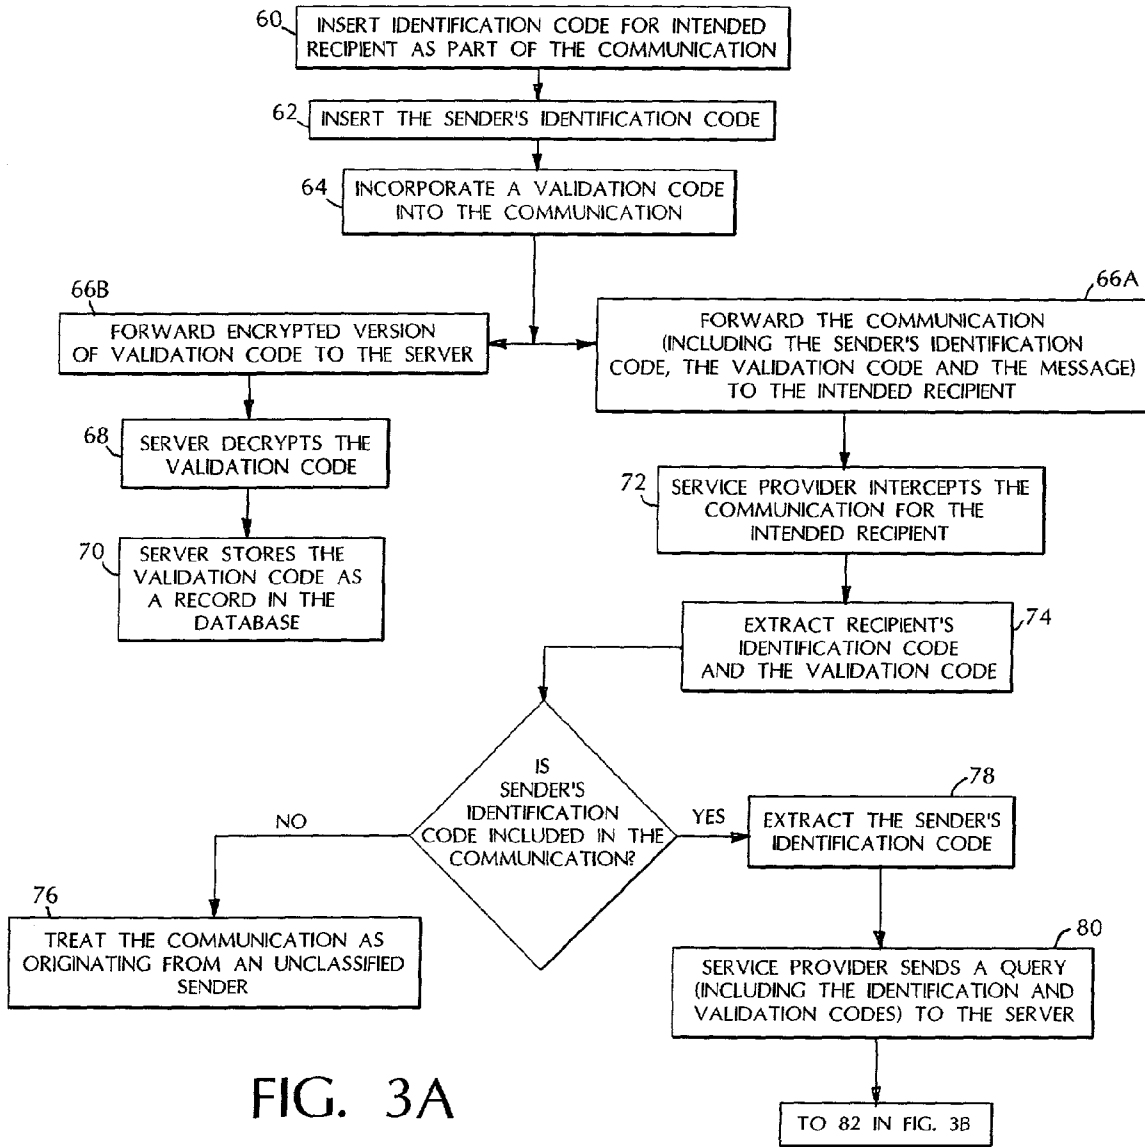 60
INSERT IDENTIFICATION CODE FOR INTENDED
RECIPIENT AS PART OF THE COMMUNICATION
62
INSERT THE SENDER'S IDENTIFICATION CODE
64
INCORPORATE A VALIDATION CODE
INTO THE COMMUNICATION
66B
FORWARD ENCRYPTED VERSION
OF VALIDATION CODE TO THE SERVER
66A
FORWARD THE COMMUNICATION
(INCLUDING THE SENDER'S IDENTIFICATION
CODE, THE VALIDATION CODE AND THE MESSAGE)
TO THE INTENDED RECIPIENT
68
SERVER DECRYPTS THE
VALIDATION CODE
72
SERVICE PROVIDER INTERCEPTS THE
COMMUNICATION FOR THE
INTENDED RECIPIENT
70
SERVER STORES THE
VALIDATION CODE AS
A RECORD IN THE
DATABASE
74
EXTRACT RECIPIENT'S
IDENTIFICATION CODE
AND THE VALIDATION CODE
IS
SENDER'S
IDENTIFICATION
CODE INCLUDED IN THE
COMMUNICATION?
NO
YES
78
EXTRACT THE SENDER'S
IDENTIFICATION CODE
76
TREAT THE COMMUNICATION AS
ORIGINATING FROM AN UNCLASSIFIED
SENDER
80
SERVICE PROVIDER SENDS A QUERY
(INCLUDING THE IDENTIFICATION AND
VALIDATION CODES) TO THE SERVER
FIG. 3A
TO 82 IN FIG. 3B